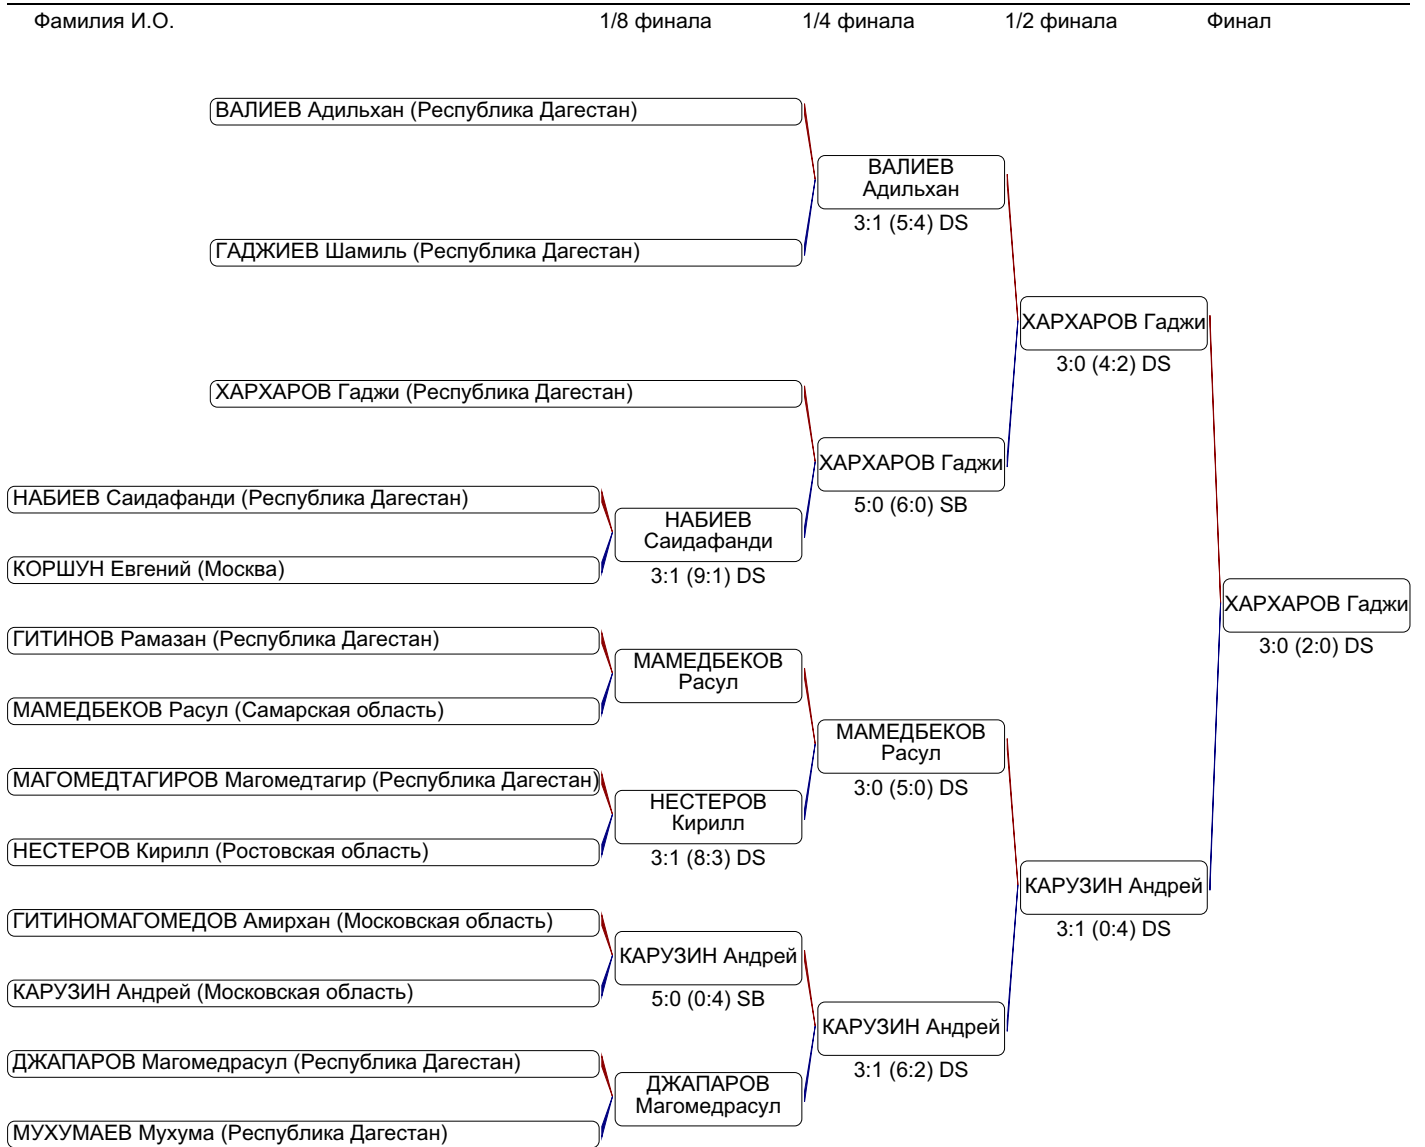 Фамилия И.О. 1/8 финала 1/4 финала 1/2 финала Финал
ВАЛИЕВ Адильхан (Республика Дагестан)
ВАЛИЕВ
Адильхан
3:1 (5:4) DS
ГАДЖИЕВ Шамиль (Республика Дагестан)
ХАРХАРОВ Гаджи
3:0 (4:2) DS
ХАРХАРОВ Гаджи (Республика Дагестан)
ХАРХАРОВ Гаджи
5:0 (6:0) SB
НАБИЕВ Саидафанди (Республика Дагестан)
НАБИЕВ
Саидафанди
3:1 (9:1) DS
КОРШУН Евгений (Москва)
ХАРХАРОВ Гаджи
3:0 (2:0) DS
ГИТИНОВ Рамазан (Республика Дагестан)
МАМЕДБЕКОВ
Расул
МАМЕДБЕКОВ Расул (Самарская область)
МАМЕДБЕКОВ
Расул
3:0 (5:0) DS
МАГОМЕДТАГИРОВ Магомедтагир (Республика Дагестан)
НЕСТЕРОВ
Кирилл
3:1 (8:3) DS
НЕСТЕРОВ Кирилл (Ростовская область)
КАРУЗИН Андрей
3:1 (0:4) DS
ГИТИНОМАГОМЕДОВ Амирхан (Московская область)
КАРУЗИН Андрей
5:0 (0:4) SB
КАРУЗИН Андрей (Московская область)
КАРУЗИН Андрей
3:1 (6:2) DS
ДЖАПАРОВ Магомедрасул (Республика Дагестан)
ДЖАПАРОВ
Магомедрасул
МУХУМАЕВ Мухума (Республика Дагестан)